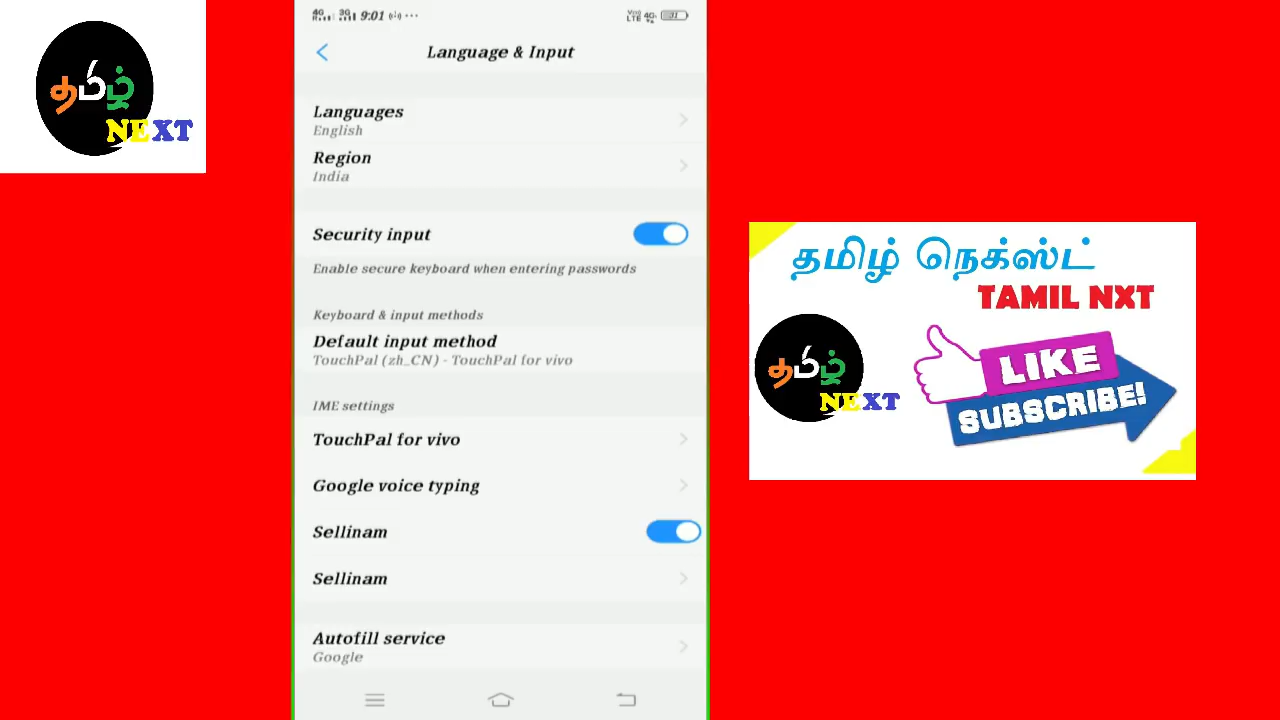 தமிழ்
NEXT
9:01
Language & Input
Languages
English
Region
India
Security input
Enable secure keyboard when entering passwords
Keyboard & input methods
Default input method
TouchPal (zh_CN) - TouchPal for vivo
IME settings
TouchPal for vivo
Google voice typing
Sellinam
Sellinam
Autofill service
Google
தமிழ் நெக்ஸ்ட்
TAMIL NXT
தமிழ்
NEXT
LIKE
SUBSCRIBE!